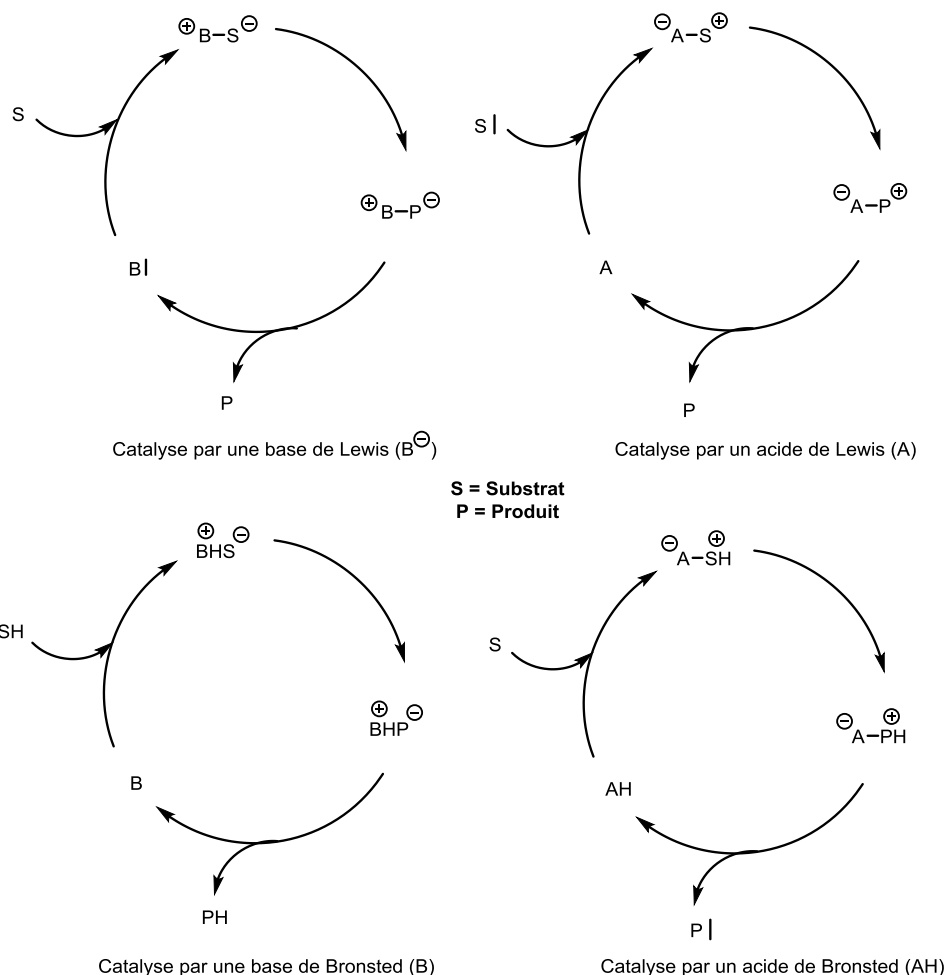 ⊕ B–S ⊖
⊖ A–S ⊕
S
S |
⊕ B–P ⊖
⊖ A–P ⊕
B|
A
P
P
Catalyse par une base de Lewis (B⊖)
Catalyse par un acide de Lewis (A)
S = Substrat
P = Produit
⊕ ⊖
BHS
⊖ A–SH ⊕
SH
S
⊕ ⊖
BHP
⊖ A–PH ⊕
B
AH
PH
P |
Catalyse par une base de Bronsted (B)
Catalyse par un acide de Bronsted (AH)